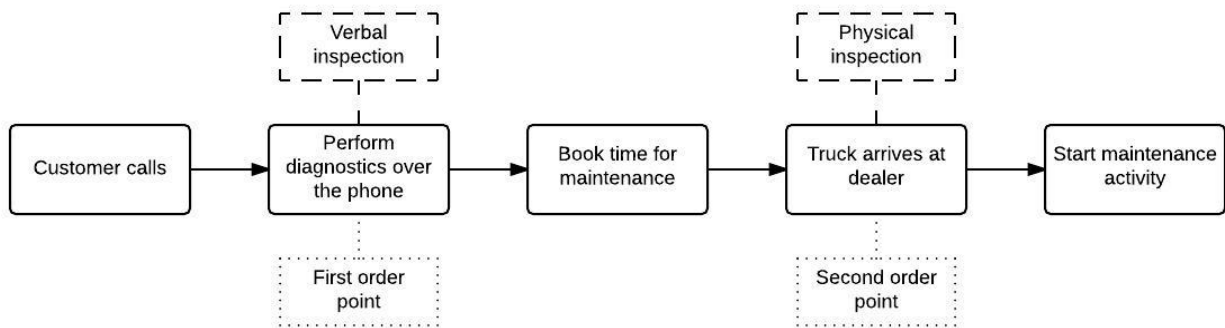 Verbal
inspection
Physical
inspection
Customer calls
Perform
diagnostics over
the phone
Book time for
maintenance
Truck arrives at
dealer
Start maintenance
activity
First order
point
Second order
point